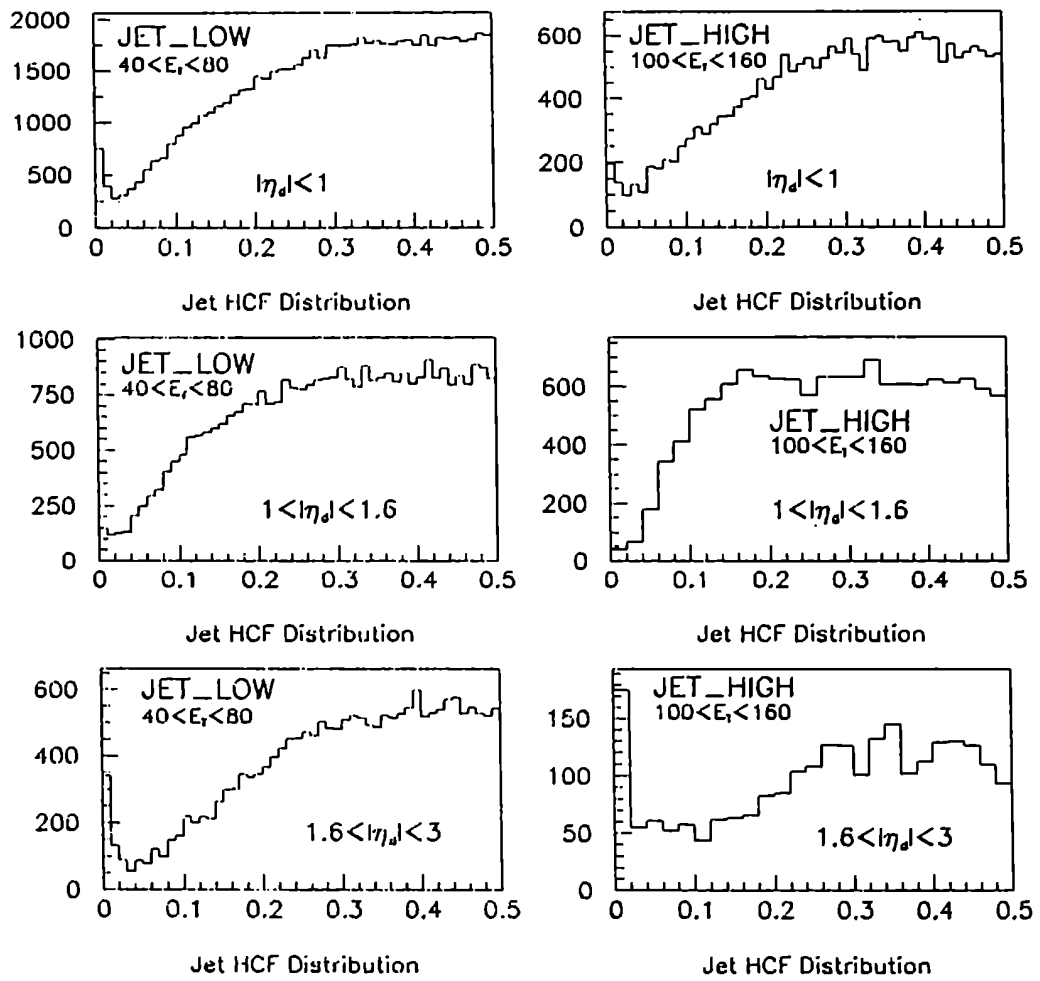 2000
1500
1000
500
0
JET_LOW
40<Eₜ<80
|η_d|<1
0 0.1 0.2 0.3 0.4 0.5
Jet HCF Distribution
600
400
200
0
JET_HIGH
100<Eₜ<160
|η_d|<1
0 0.1 0.2 0.3 0.4 0.5
Jet HCF Distribution
1000
750
500
250
0
JET_LOW
40<Eₜ<80
1<|η_d|<1.6
0 0.1 0.2 0.3 0.4 0.5
Jet HCF Distribution
600
400
200
0
JET_HIGH
100<Eₜ<160
1<|η_d|<1.6
0 0.1 0.2 0.3 0.4 0.5
Jet HCF Distribution
600
400
200
0
JET_LOW
40<Eₜ<80
1.6<|η_d|<3
0 0.1 0.2 0.3 0.4 0.5
Jet HCF Distribution
150
100
50
0
JET_HIGH
100<Eₜ<160
1.6<|η_d|<3
0 0.1 0.2 0.3 0.4 0.5
Jet HCF Distribution